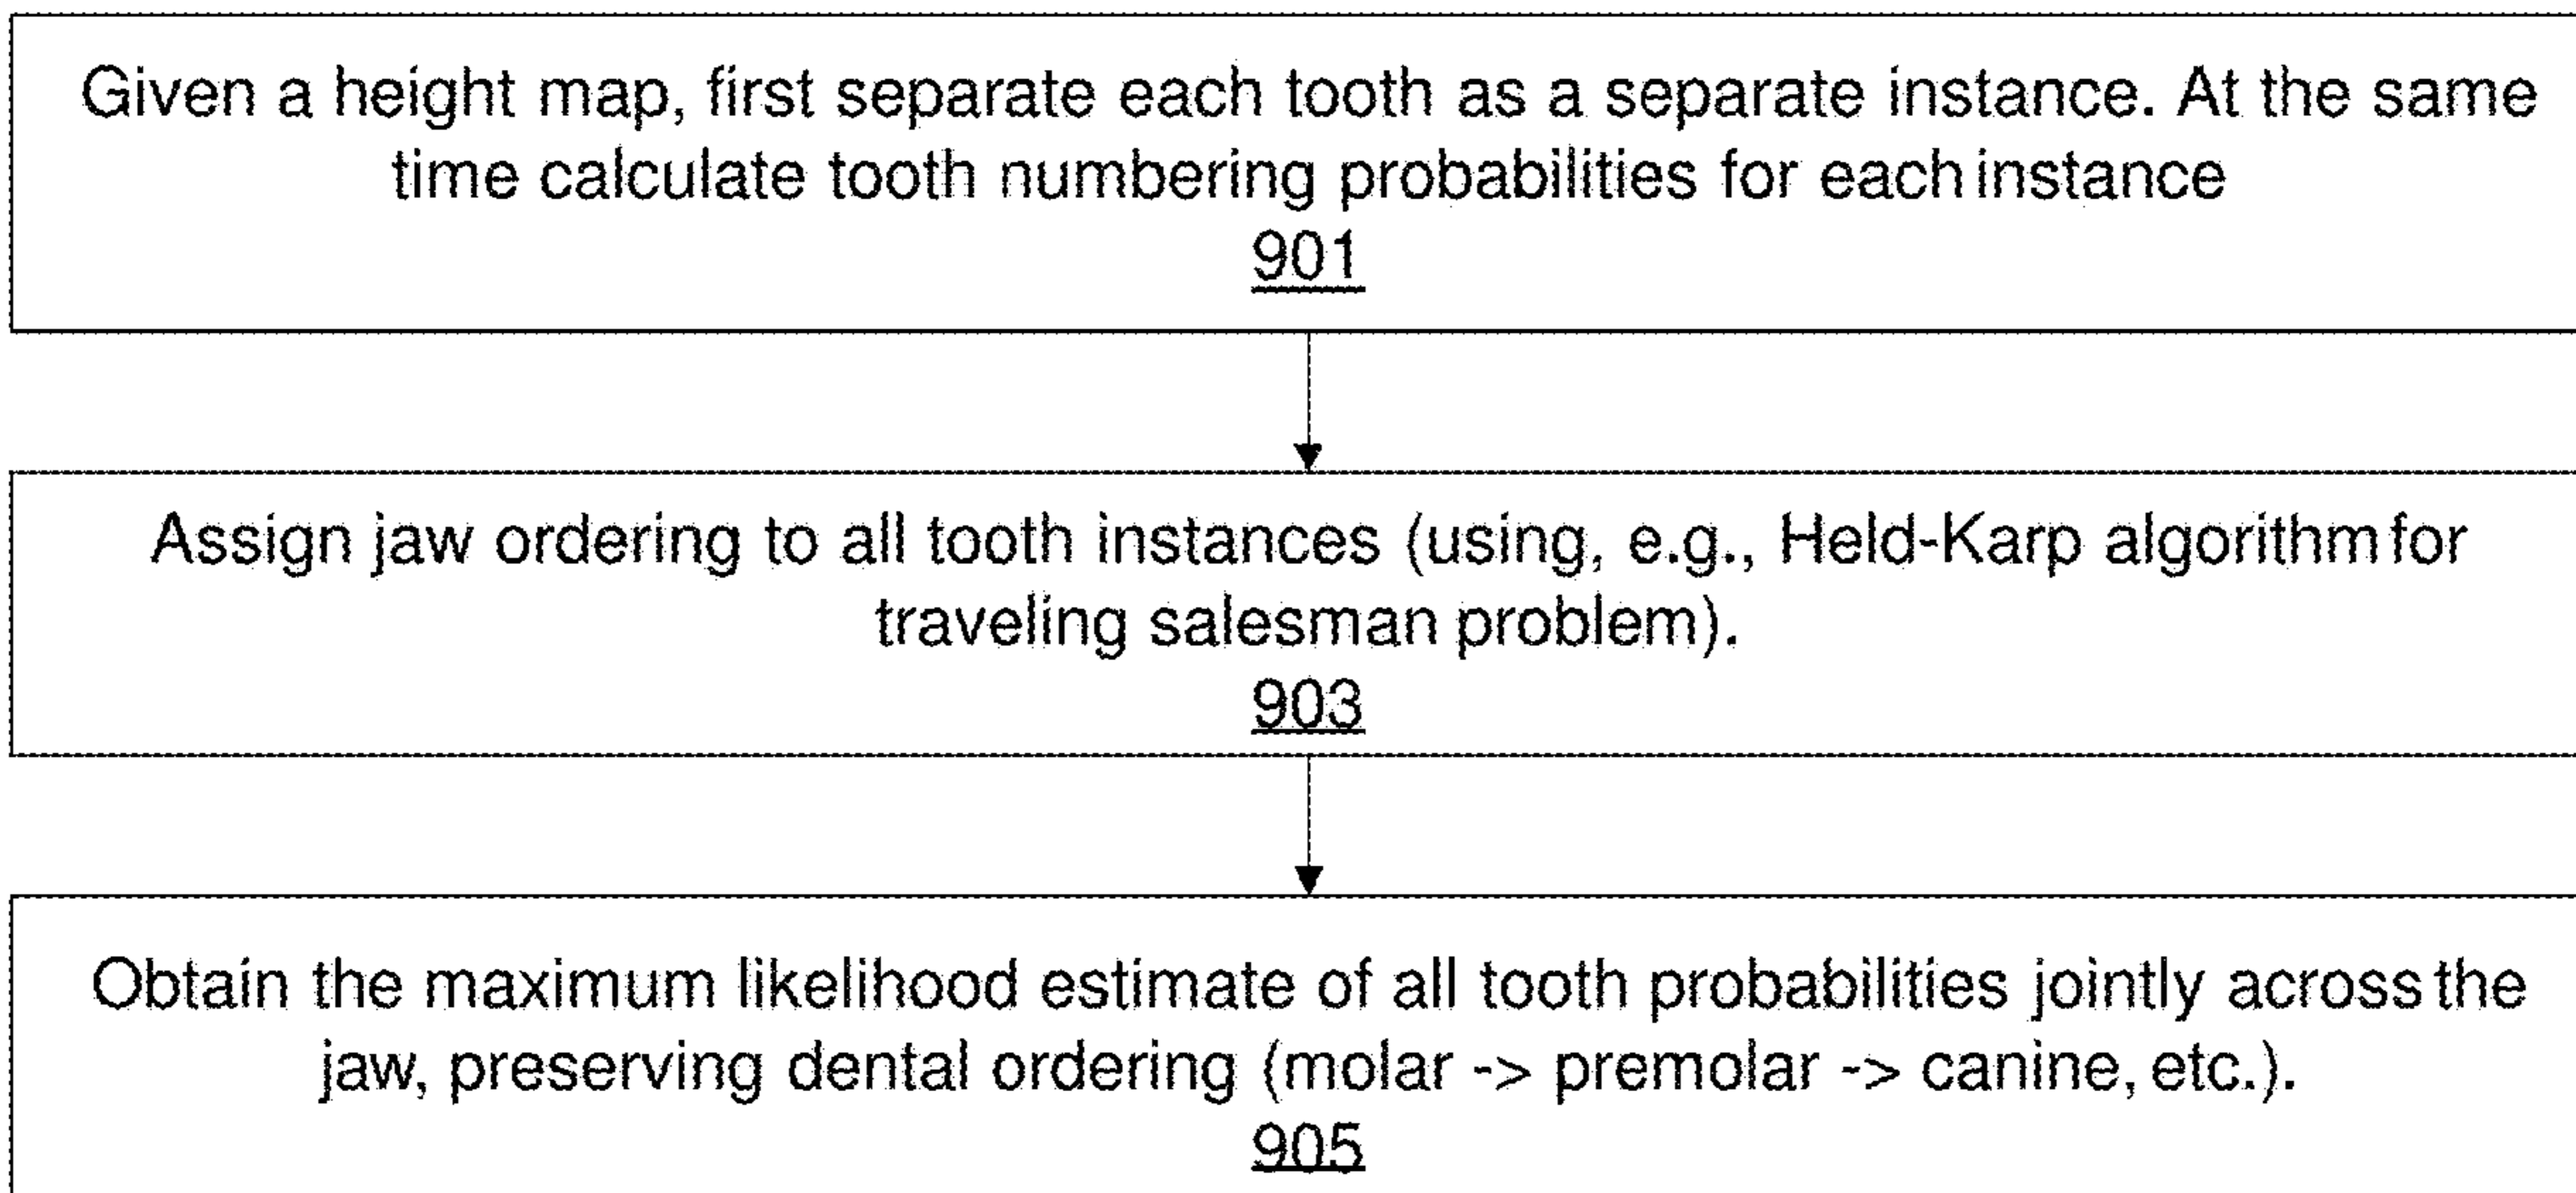 Given a height map, first separate each tooth as a separate instance. At the same
time calculate tooth numbering probabilities for each instance
901
Assign jaw ordering to all tooth instances (using, e.g., Held-Karp algorithm for
traveling salesman problem).
903
Obtain the maximum likelihood estimate of all tooth probabilities jointly across the
jaw, preserving dental ordering (molar -> premolar -> canine, etc.).
905